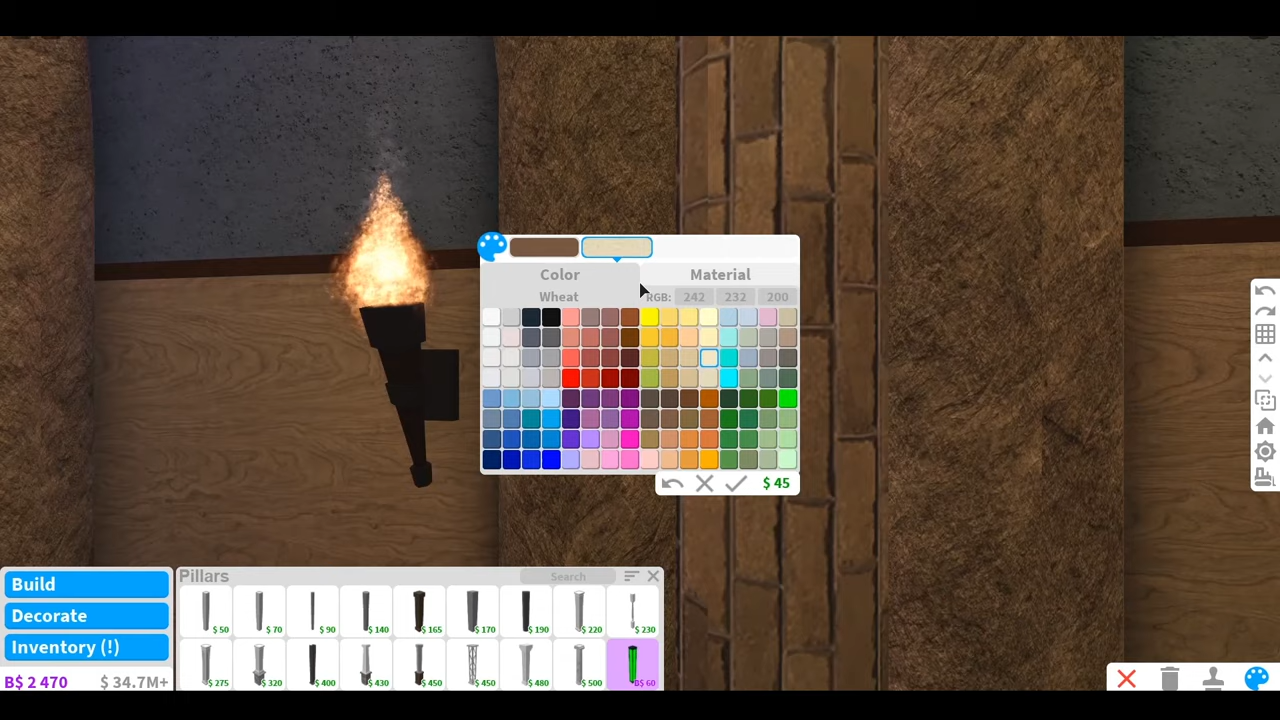 Color
Material
Wheat
RGB: 242 232 200
$ 45
Build
Decorate
Inventory (!)
B$ 2 470
$ 34.7M+
Pillars
Search
$ 50
$ 70
$ 90
$ 140
$ 165
$ 170
$ 190
$ 220
$ 230
$ 275
$ 320
$ 400
$ 430
$ 450
$ 450
$ 480
$ 500
B$ 60